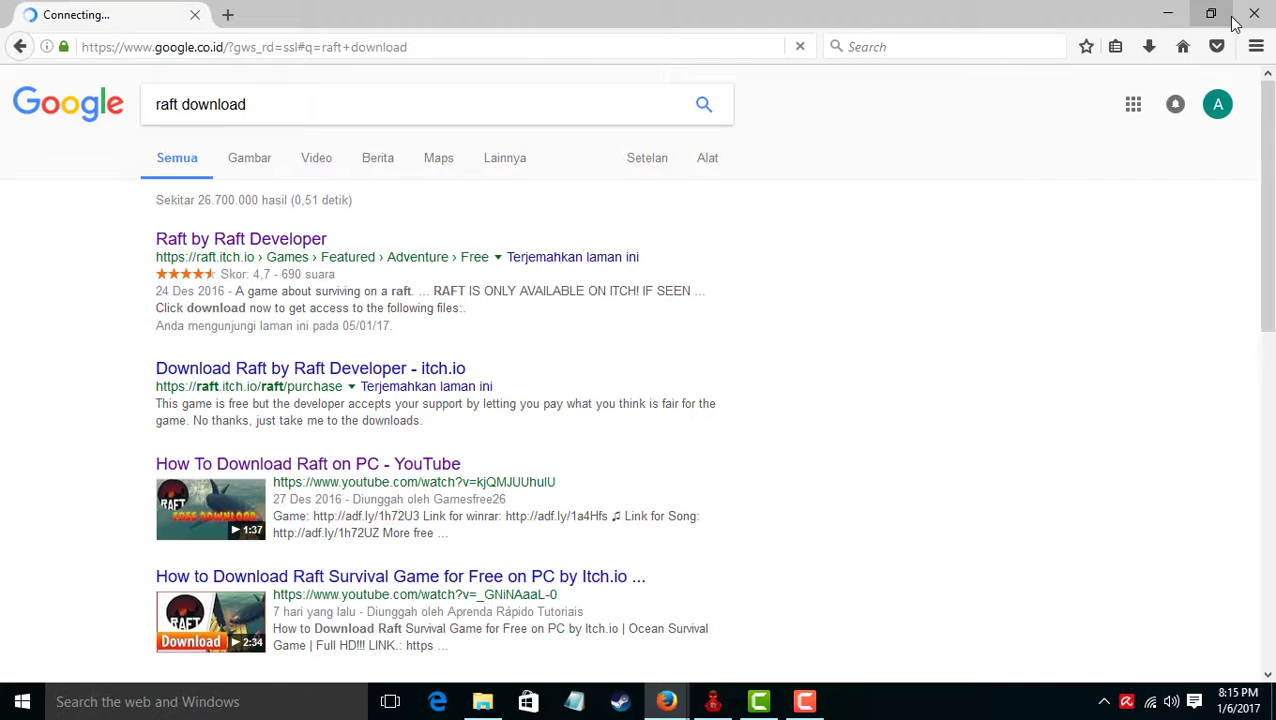 Connecting...
https://www.google.co.id/?gws_rd=ssl#q=raft+download
Search
Google
raft download
A
Semua Gambar Video Berita Maps Lainnya Setelan Alat
Sekitar 26.700.000 hasil (0,51 detik)
Raft by Raft Developer
https://raft.itch.io › Games › Featured › Adventure › Free ▾ Terjemahkan laman ini
Skor: 4,7 - 690 suara
24 Des 2016 - A game about surviving on a raft. ... RAFT IS ONLY AVAILABLE ON ITCH! IF SEEN ...
Click download now to get access to the following files:.
Anda mengunjungi laman ini pada 05/01/17.
Download Raft by Raft Developer - itch.io
https://raft.itch.io/raft/purchase ▾ Terjemahkan laman ini
This game is free but the developer accepts your support by letting you pay what you think is fair for the
game. No thanks, just take me to the downloads.
How To Download Raft on PC - YouTube
https://www.youtube.com/watch?v=kjQMJUUhulU
27 Des 2016 - Diunggah oleh Gamesfree26
Game: http://adf.ly/1h72U3 Link for winrar: http://adf.ly/1a4Hfs ♫ Link for Song:
http://adf.ly/1h72UZ More free ...
RAFT
FREE DOWNLOAD
1:37
How to Download Raft Survival Game for Free on PC by Itch.io ...
https://www.youtube.com/watch?v=_GNiNAaaL-0
7 hari yang lalu - Diunggah oleh Aprenda Rápido Tutoriais
How to Download Raft Survival Game for Free on PC by Itch.io | Ocean Survival
Game | Full HD!!! LINK.: https ...
RAFT
Download
2:34
Search the web and Windows
8:15 PM
1/6/2017